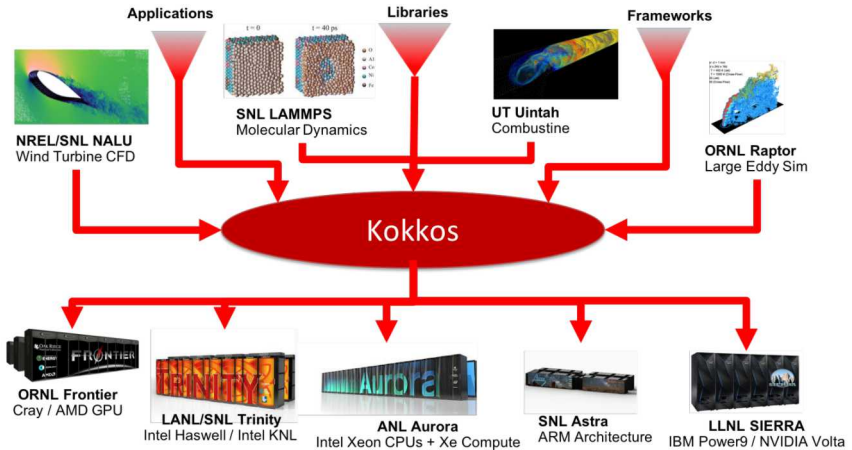 Applications
Libraries
Frameworks
t = 0
t = 40 ps
O
Al
Ni
Fe
NREL/SNL NALU
Wind Turbine CFD
SNL LAMMPS
Molecular Dynamics
UT Uintah
Combustine
ORNL Raptor
Large Eddy Sim
Kokkos
FRONTIER
ORNL Frontier
Cray / AMD GPU
TRINITY
LANL/SNL Trinity
Intel Haswell / Intel KNL
Aurora
ANL Aurora
Intel Xeon CPUs + Xe Compute
SNL Astra
ARM Architecture
LLNL SIERRA
IBM Power9 / NVIDIA Volta